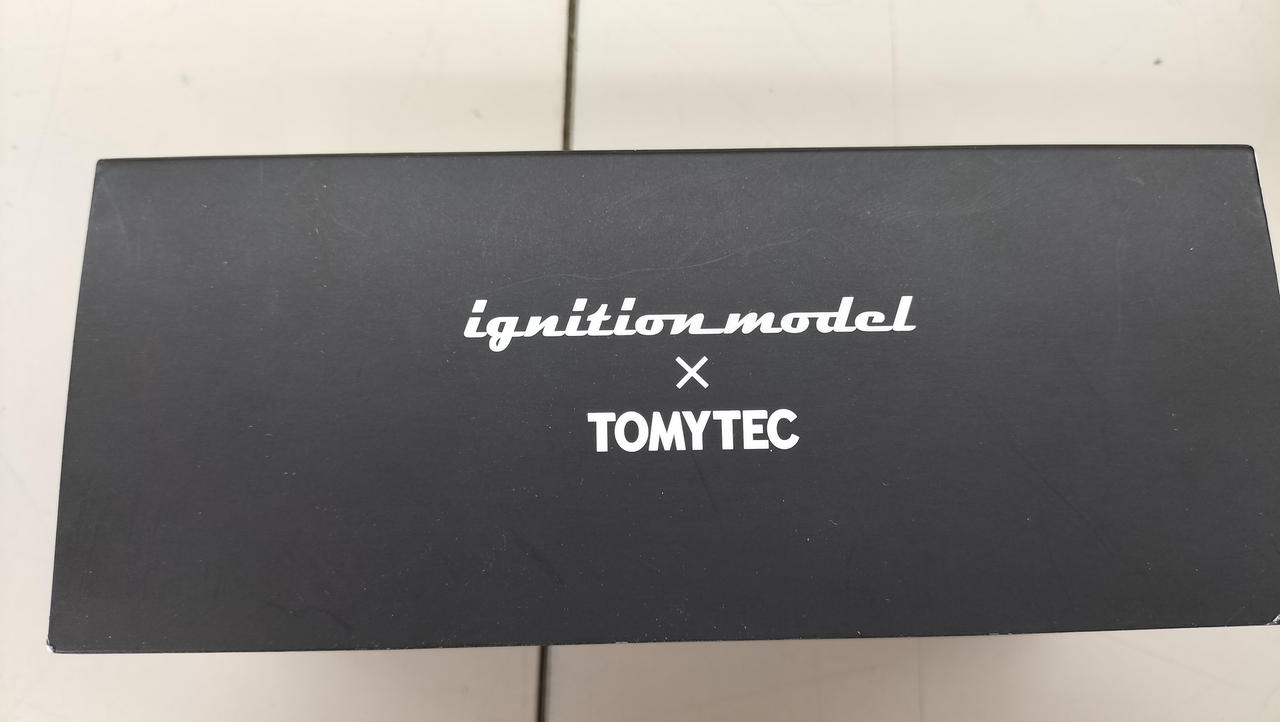 ignition model
×
TOMYTEC